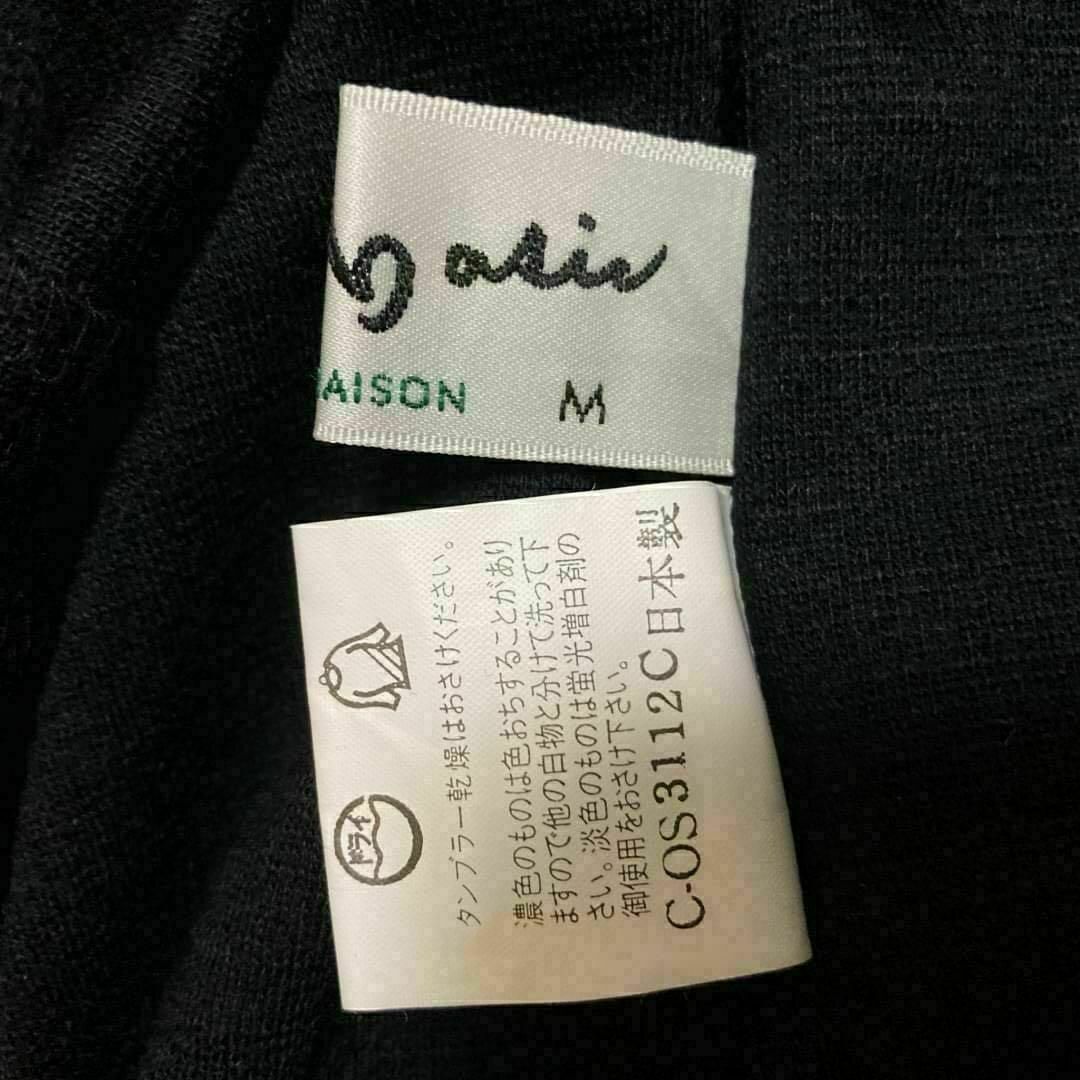 asis
AISON M
ドライ
タンブラー乾燥はおさけください。
濃色のものは色おちすることがあり
ますので他の白物と分けて洗って下
さい。淡色のものは蛍光増白剤の
御使用をおさけ下さい。
C-OS3112C日本製